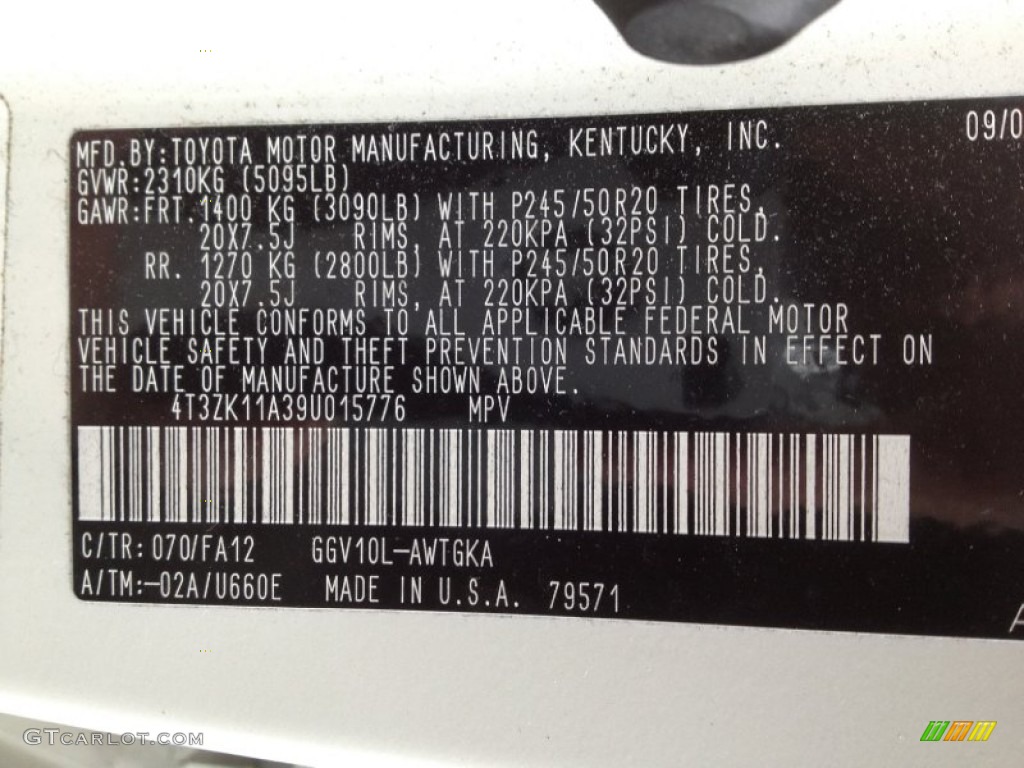 MFD.BY:TOYOTA MOTOR MANUFACTURING, KENTUCKY, INC. 09/0
GVWR:2310KG (5095LB)
GAWR:FRT.1400 KG (3090LB) WITH P245/50R20 TIRES,
20X7.5J RIMS, AT 220KPA (32PSI) COLD.
RR. 1270 KG (2800LB) WITH P245/50R20 TIRES,
20X7.5J RIMS, AT 220KPA (32PSI) COLD.
THIS VEHICLE CONFORMS TO ALL APPLICABLE FEDERAL MOTOR
VEHICLE SAFETY AND THEFT PREVENTION STANDARDS IN EFFECT ON
THE DATE OF MANUFACTURE SHOWN ABOVE.
4T3ZK11A39U015776 MPV
C/TR:070/FA12 GGV10L-AWTGKA
A/TM:-02A/U660E MADE IN U.S.A. 79571
GTCARLOT.COM